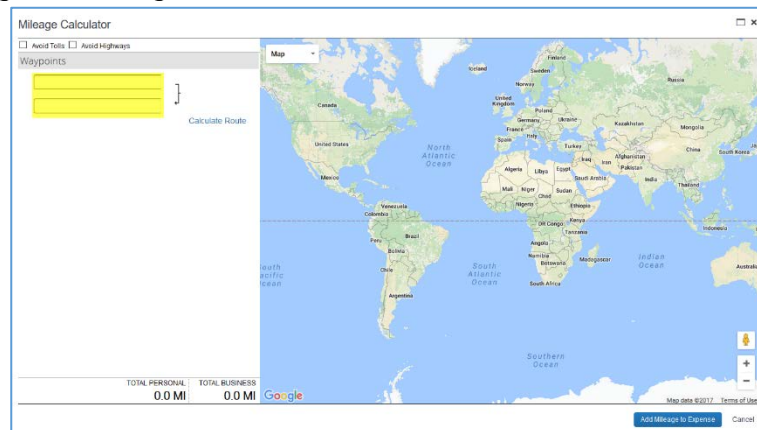 Mileage Calculator
Avoid Tolls Avoid Highways
Waypoints
Calculate Route
Map
Iceland
Finland
Sweden
Norway
Russia
Canada
United Kingdom
Poland
Germany
Ukraine
France
Kazakhstan
Mongolia
Spain
Italy
Turkey
United States
North Atlantic Ocean
China
South Korea
Afghanistan
Iraq
Iran
Pakistan
Algeria
Libya
Egypt
Saudi Arabia
India
Thailand
Mexico
Mali
Niger
Chad
Sudan
Nigeria
Ethiopia
Venezuela
Colombia
DR Congo
Kenya
Tanzania
Indonesia
Peru
Brazil
Bolivia
Angola
Namibia
Botswana
Madagascar
Indian Ocean
Chile
South Atlantic Ocean
South Africa
Australia
Argentina
Southern Ocean
TOTAL PERSONAL TOTAL BUSINESS
0.0 MI 0.0 MI
Google
Map data ©2017 Terms of Use
Add Mileage to Expense Cancel